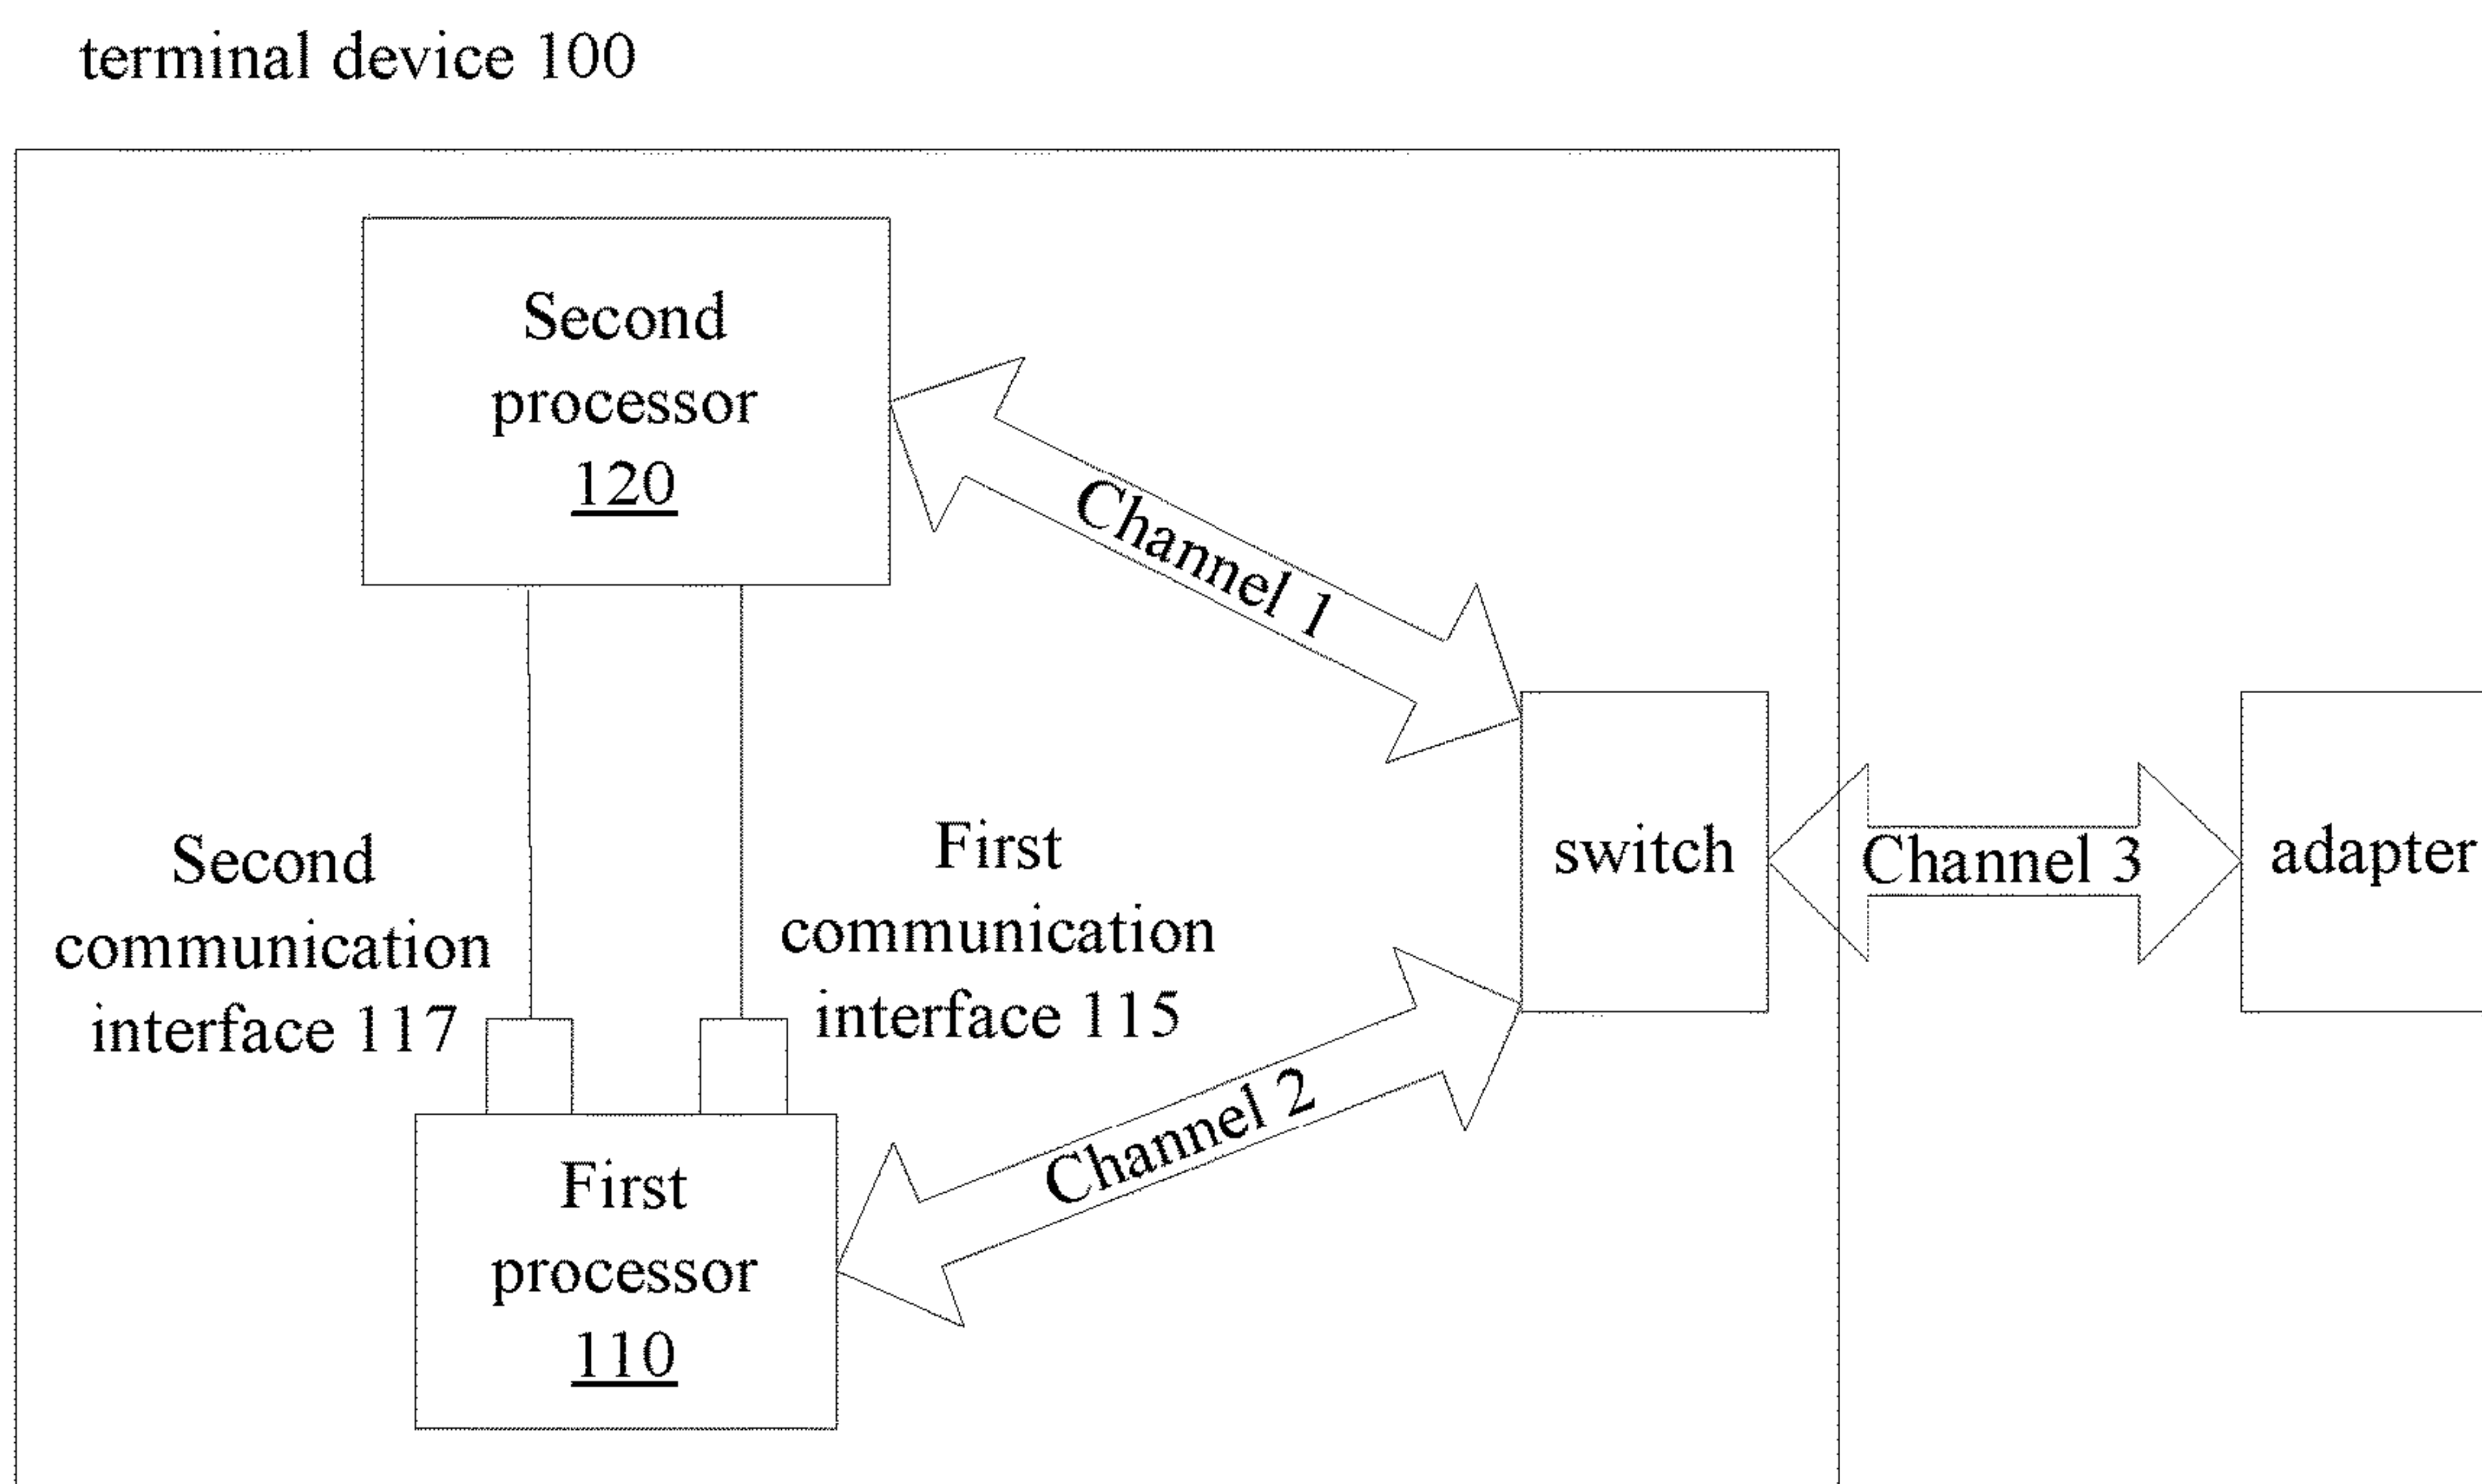 terminal device 100
Second
processor
120
Channel 1
Second
communication
interface 117
First
communication
interface 115
switch
Channel 3
adapter
Channel 2
First
processor
110